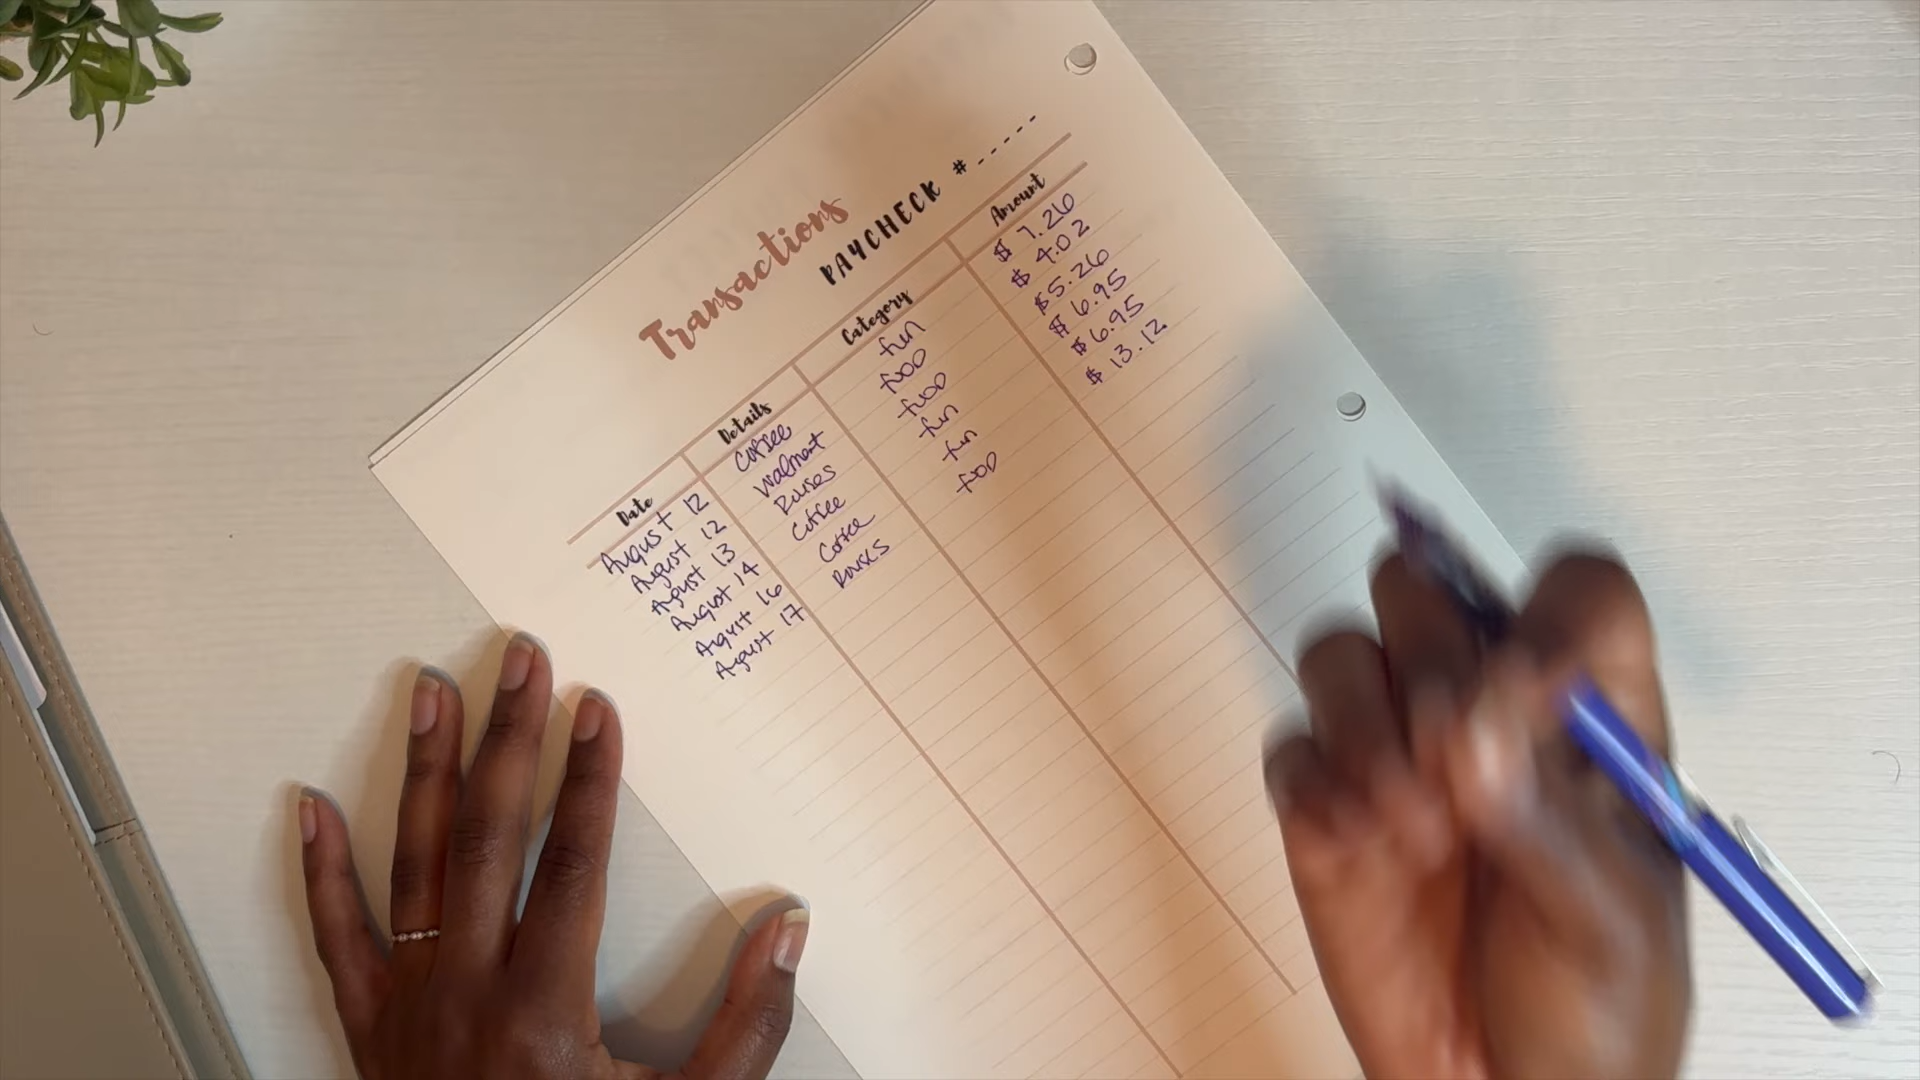 Transactions
PAYCHECK # -----
Date Details Category Amount
August 12 Coffee fun $ 7.26
August 12 Walmart food $ 4.02
August 13 Rouses food $5.26
August 14 Coffee fun $ 6.95
August 16 Coffee fun $6.95
August 17 Rouses food $ 13.12